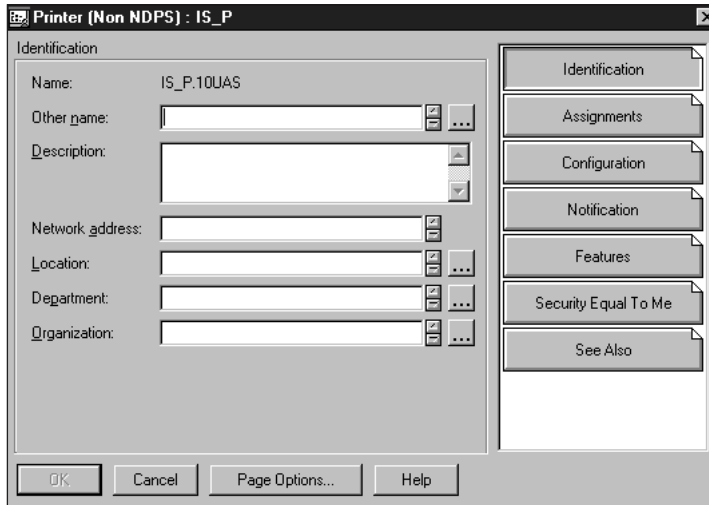 Printer (Non NDPS) : IS_P
Identification
Name: IS_P.10UAS
Other name:
...
Description:
Network address:
Location:
...
Department:
...
Organization:
...
Identification
Assignments
Configuration
Notification
Features
Security Equal To Me
See Also
OK Cancel Page Options... Help